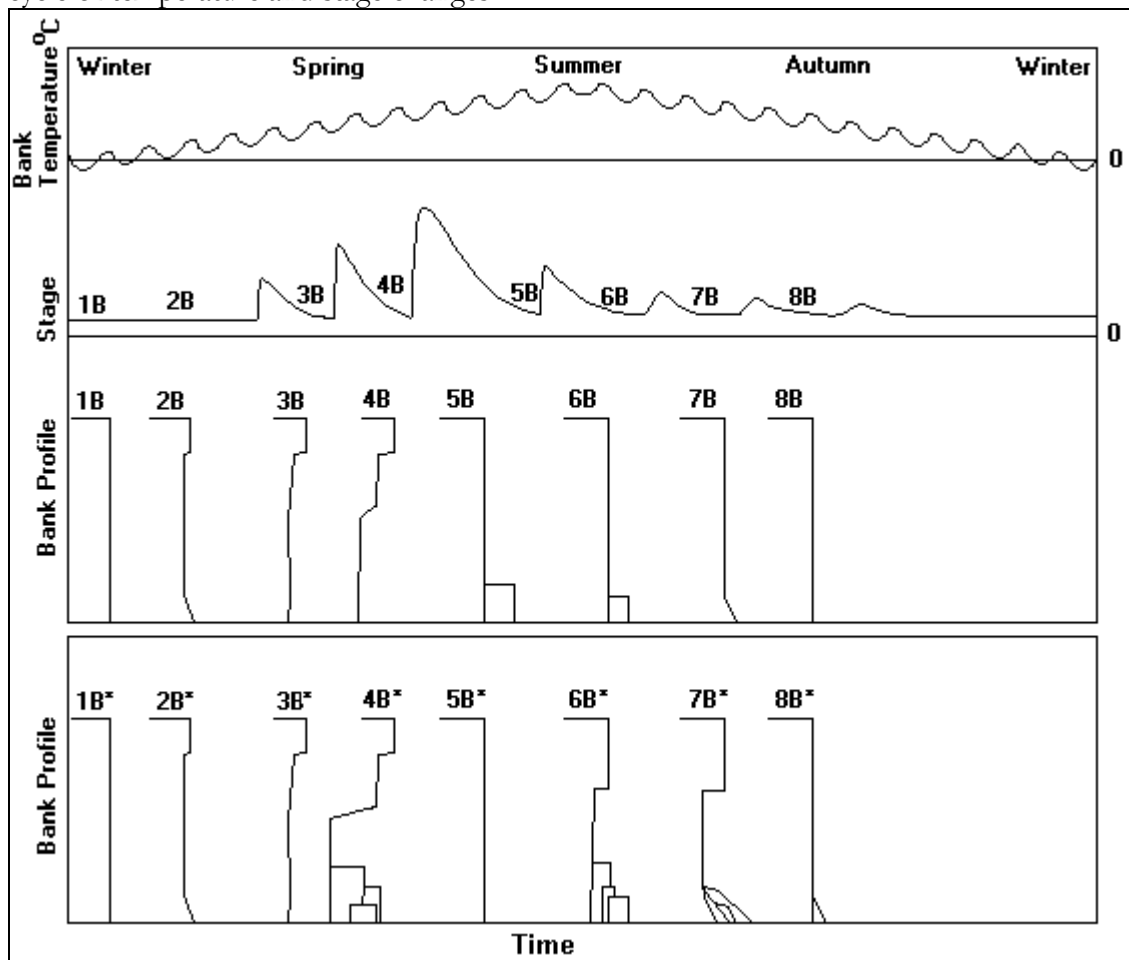 Bank Temperature °C
Winter Spring Summer Autumn Winter
0
Stage
1B 2B 3B 4B 5B 6B 7B 8B
0
Bank Profile
1B 2B 3B 4B 5B 6B 7B 8B
Bank Profile
1B* 2B* 3B* 4B* 5B* 6B* 7B* 8B*
Time